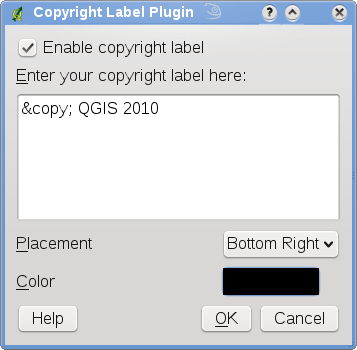 Copyright Label Plugin
Enable copyright label
Enter your copyright label here:
&copy; QGIS 2010
Placement
Bottom Right
Color
Help
OK
Cancel